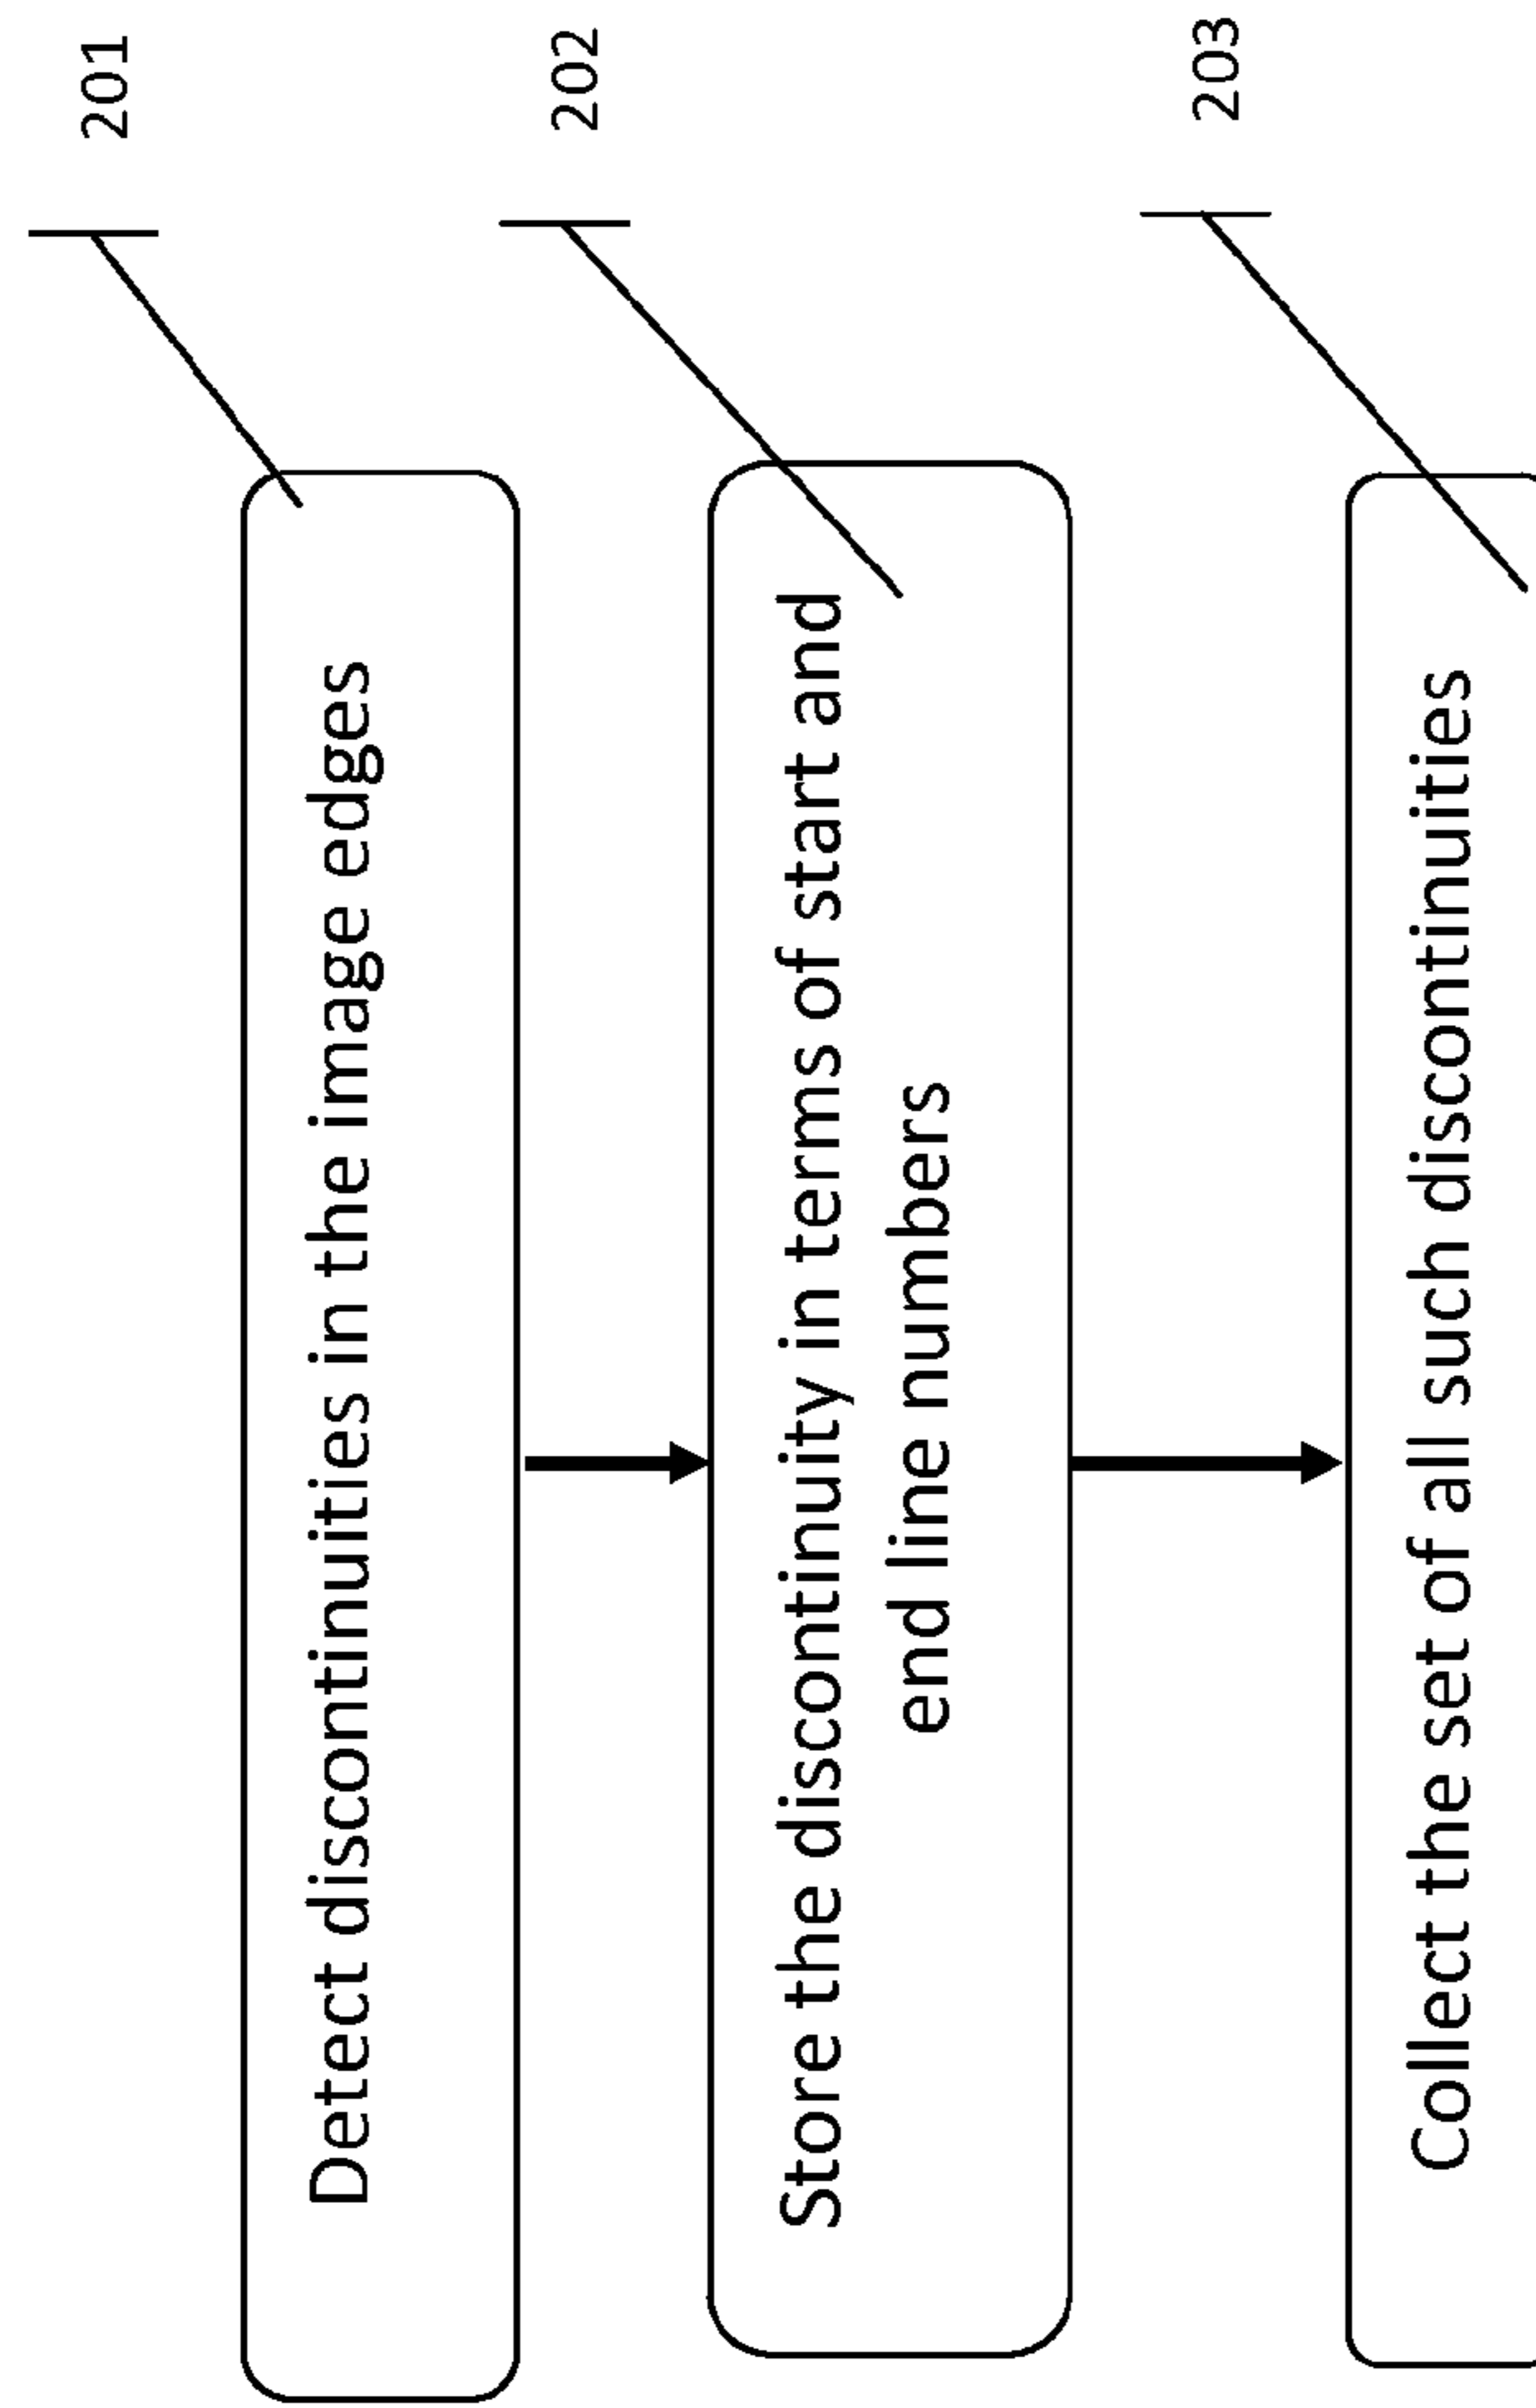 201
Detect discontinuities in the image edges
202
Store the discontinuity in terms of start and
end line numbers
203
Collect the set of all such discontinuities